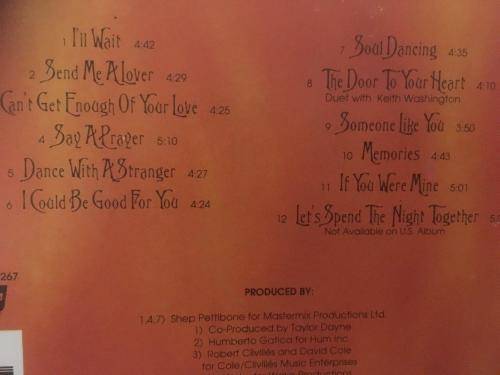 1 I'll Wait 4:42
2 Send Me A Lover 4:29
Can't Get Enough Of Your Love 4:25
4 Say A Prayer 5:10
5 Dance With A Stranger 4:27
6 I Could Be Good For You 4:24
7 Soul Dancing 4:35
8 The Door To Your Heart 4:10
Duet with Keith Washington
9 Someone Like You 3:50
10 Memories 4:43
11 If You Were Mine 5:01
12 Let's Spend The Night Together
Not Available on U.S. Album
267
PRODUCED BY:
1,4,7) Shep Pettibone for Mastermix Productions Ltd.
1) Co-Produced by Taylor Dayne
2) Humberto Gatica for Hum Inc.
3) Robert Clivillés and David Cole
for Cole/Clivillés Music Enterprises